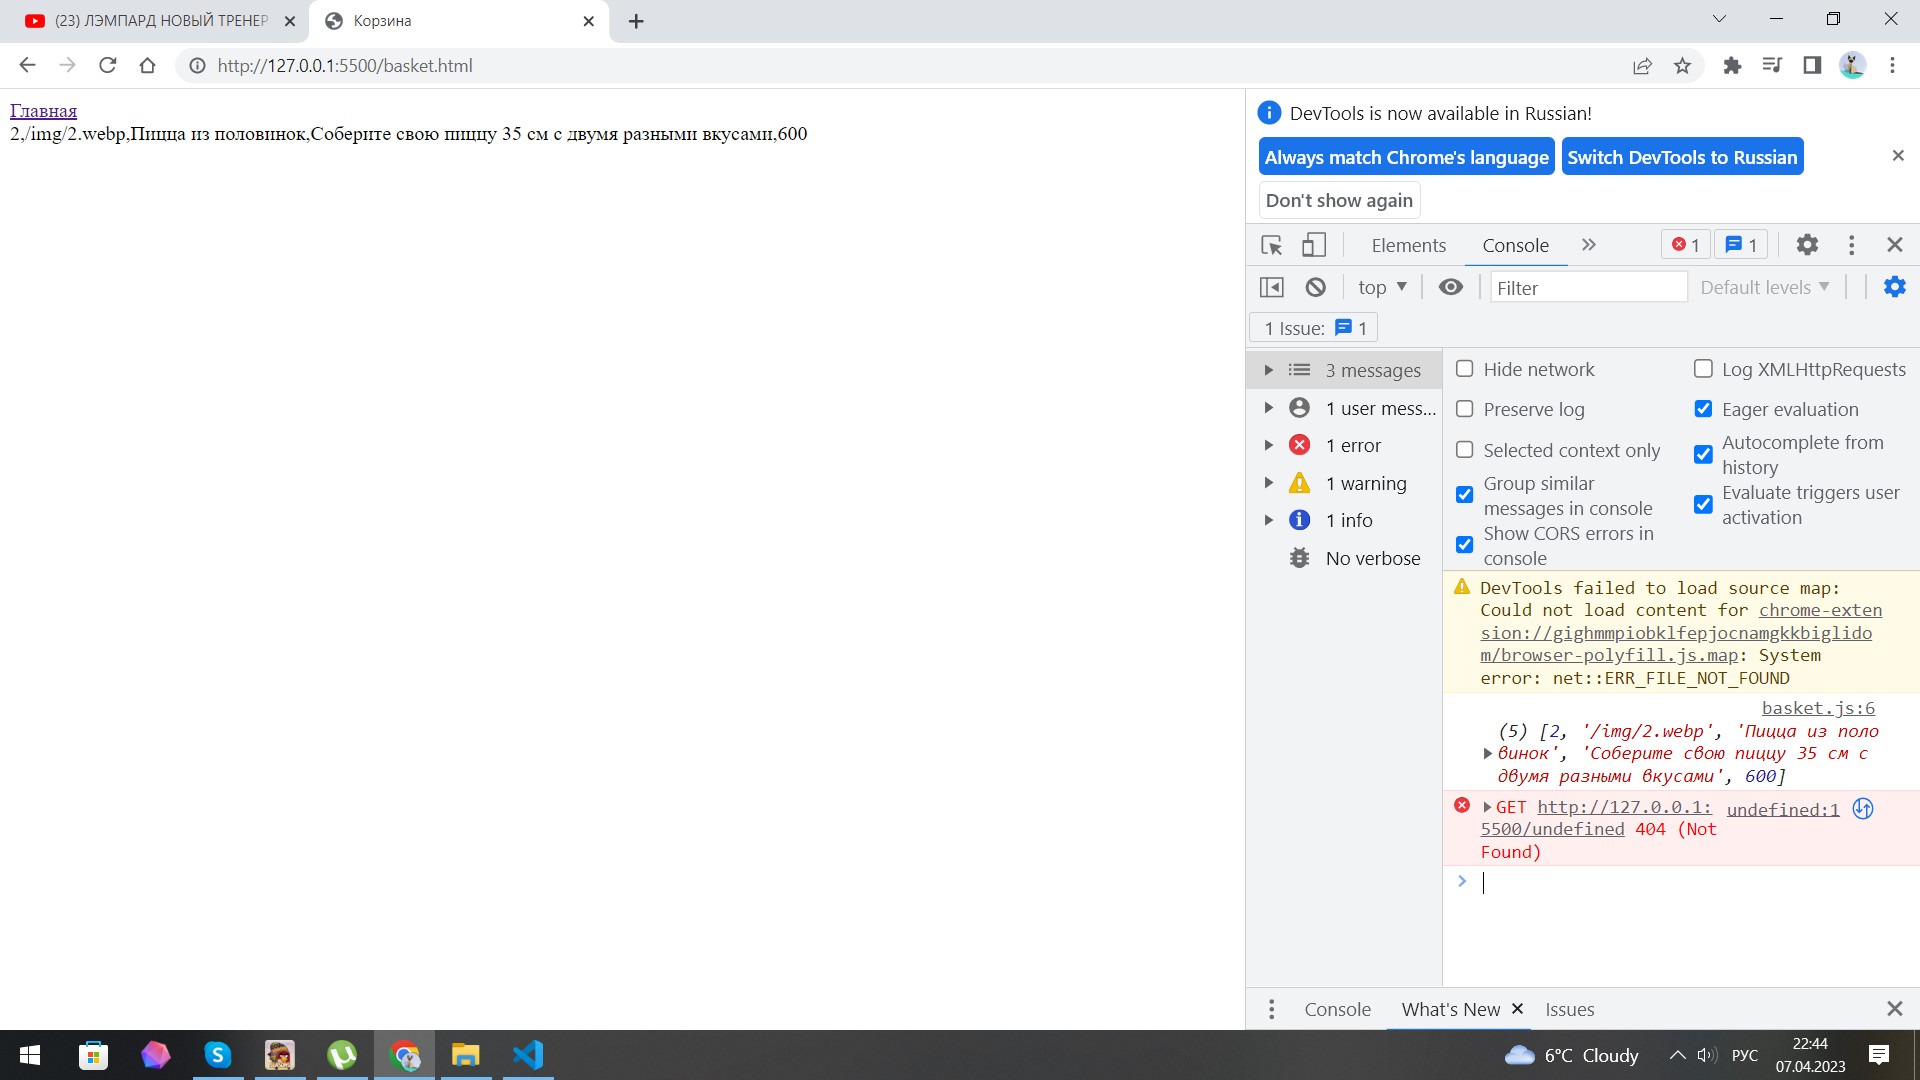 (23) ЛЭМПАРД НОВЫЙ ТРЕНЕР
Корзина
http://127.0.0.1:5500/basket.html
Главная
2,/img/2.webp,Пицца из половинок,Соберите свою пиццу 35 см с двумя разными вкусами,600
DevTools is now available in Russian!
Always match Chrome's language
Switch DevTools to Russian
Don't show again
Elements
Console
1
1
top
Filter
Default levels
1 Issue: 1
3 messages
1 user mess...
1 error
1 warning
1 info
No verbose
Hide network
Log XMLHttpRequests
Preserve log
Eager evaluation
Selected context only
Autocomplete from
history
Group similar
messages in console
Evaluate triggers user
activation
Show CORS errors in
console
DevTools failed to load source map:
Could not load content for chrome-exten
sion://gighmmpiobklfepjocnamgkkbiglido
m/browser-polyfill.js.map: System
error: net::ERR_FILE_NOT_FOUND
basket.js:6
(5) [2, '/img/2.webp', 'Пицца из поло
винок', 'Соберите свою пиццу 35 см с
двумя разными вкусами', 600]
GET http://127.0.0.1: undefined:1
5500/undefined 404 (Not
Found)
Console
What's New
Issues
6°C Cloudy
РУС
22:44
07.04.2023